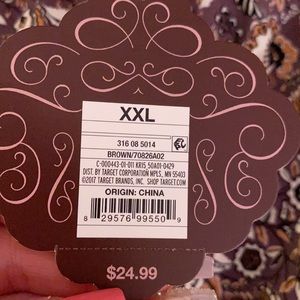 XXL
316 08 5014
BROWN/70826A02
C-000443-01-011 KR15 50A01-0429
DIST. BY TARGET CORPORATION MPLS., MN 55403
©2017 TARGET BRANDS, INC. SHOP TARGET.COM
ORIGIN: CHINA
8 29576 99550 9
$24.99